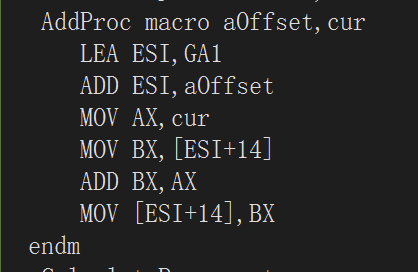 AddProc macro aOffset,cur
LEA ESI,GA1
ADD ESI,aOffset
MOV AX,cur
MOV BX,[ESI+14]
ADD BX,AX
MOV [ESI+14],BX
endm